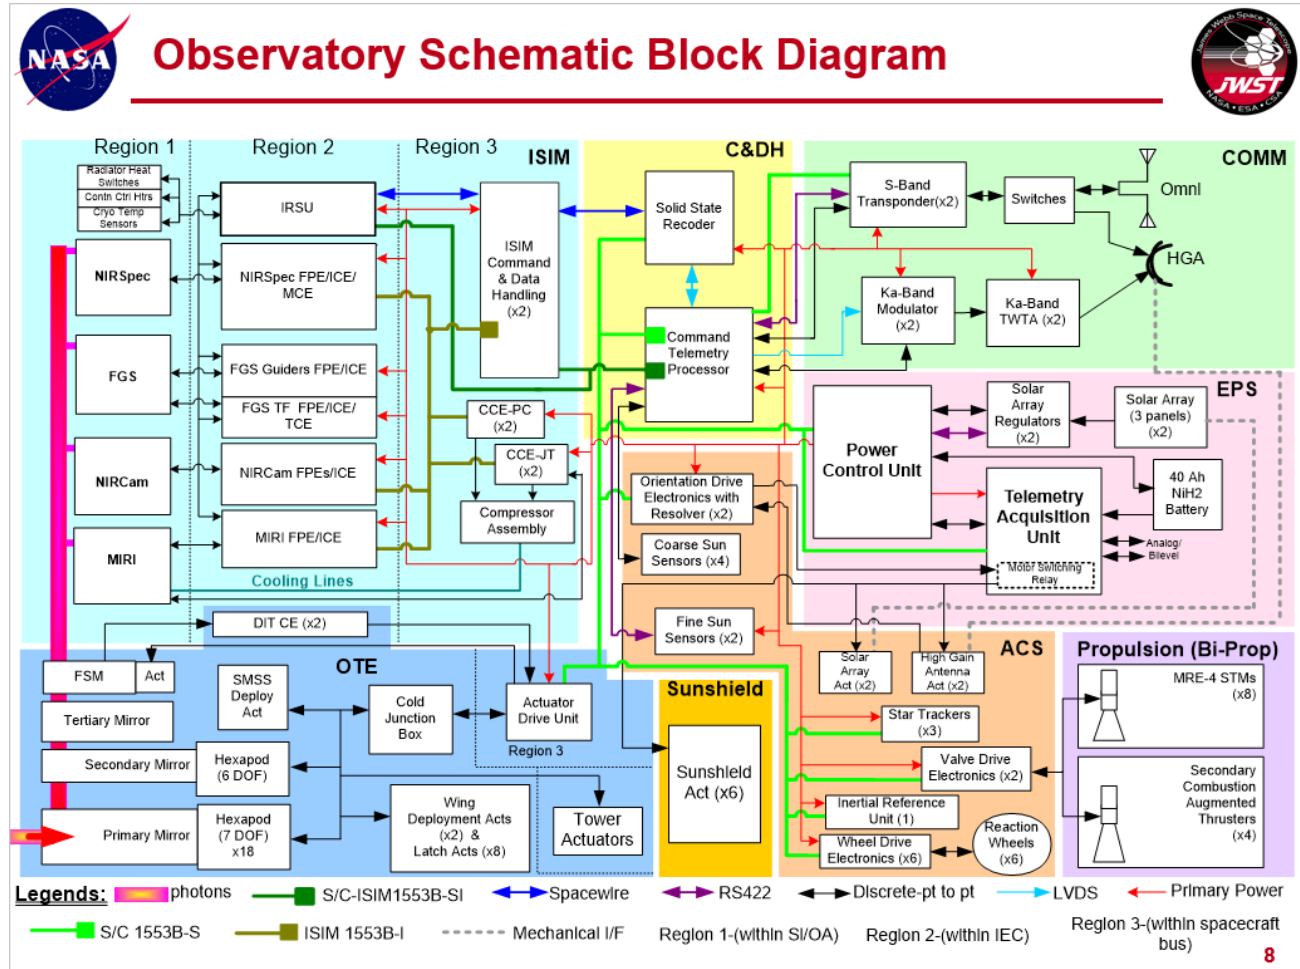 NASA
Observatory Schematic Block Diagram
James Webb Space Telescope
JWST
NASA • ESA • CSA
Region 1
Region 2
Region 3
ISIM
C&DH
COMM
Radiator Heat
Switches
Contn Ctrl Htrs
Cryo Temp
Sensors
IRSU
ISIM
Command
& Data
Handling
(x2)
Solid State
Recoder
S-Band
Transponder(x2)
Switches
OmnI
HGA
NIRSpec
NIRSpec FPE/ICE/
MCE
Ka-Band
Modulator
(x2)
Ka-Band
TWTA (x2)
Command
Telemetry
Processor
FGS
FGS Guiders FPE/ICE
FGS TF FPE/ICE/
TCE
CCE-PC
(x2)
CCE-JT
(x2)
Compressor
Assembly
NIRCam
NIRCam FPEs/ICE
MIRI
MIRI FPE/ICE
Cooling Lines
EPS
Power
Control Unit
Solar
Array
Regulators
(x2)
Solar Array
(3 panels)
(x2)
Telemetry
Acquisition
Unit
Motor Switching
Relay
40 Ah
NiH2
Battery
Analog/
Bilevel
Orientation Drive
Electronics with
Resolver (x2)
Coarse Sun
Sensors (x4)
Fine Sun
Sensors (x2)
DIT CE (x2)
OTE
FSM
Act
Tertiary Mirror
Secondary Mirror
Hexapod
(6 DOF)
Primary Mirror
Hexapod
(7 DOF)
x18
SMSS
Deploy
Act
Cold
Junction
Box
Actuator
Drive Unit
Region 3
Wing
Deployment Acts
(x2) &
Latch Acts (x8)
Tower
Actuators
Sunshield
Sunshield
Act (x6)
ACS
Solar
Array
Act (x2)
High Gain
Antenna
Act (x2)
Star Trackers
(x3)
Valve Drive
Electronics (x2)
Inertial Reference
Unit (1)
Wheel Drive
Electronics (x6)
Reaction
Wheels
(x6)
Propulsion (Bi-Prop)
MRE-4 STMs
(x8)
Secondary
Combustion
Augmented
Thrusters
(x4)
Legends:
photons
S/C-ISIM1553B-SI
Spacewire
RS422
Discrete-pt to pt
LVDS
Primary Power
S/C 1553B-S
ISIM 1553B-I
Mechanical I/F
Region 1-(within SI/OA)
Region 2-(within IEC)
Region 3-(within spacecraft
bus)
8